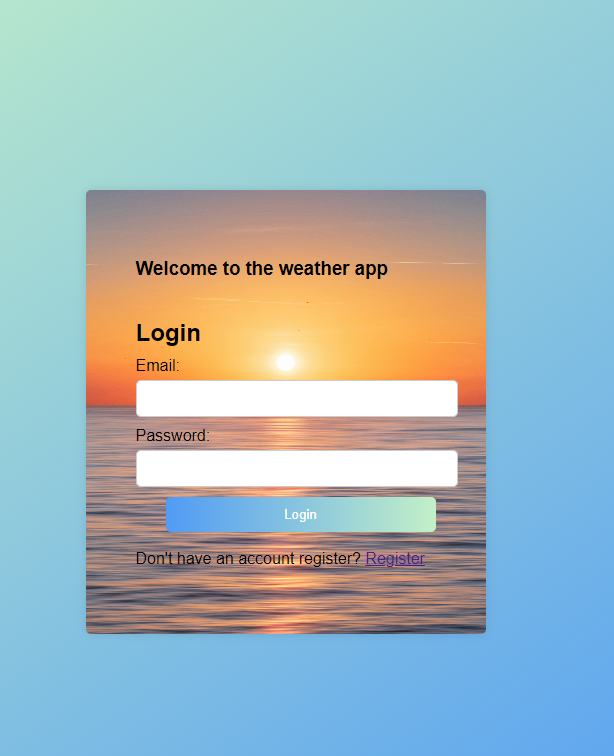 Welcome to the weather app
Login
Email:
Password:
Login
Don't have an account register? Register